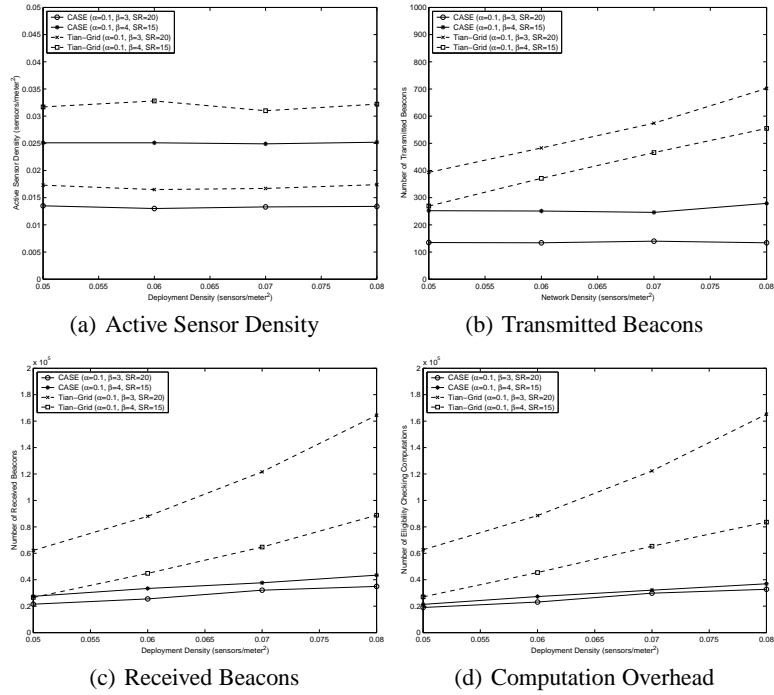 0.05
0.045
0.04
0.035
0.03
0.025
0.02
0.015
0.01
0.005
0
Active Sensor Density (sensors/meter²)
CASE (α=0.1, β=3, SR=20)
CASE (α=0.1, β=4, SR=15)
Tian−Grid (α=0.1, β=3, SR=20)
Tian−Grid (α=0.1, β=4, SR=15)
0.05 0.055 0.06 0.065 0.07 0.075 0.08
Deployment Density (sensors/meter²)
(a) Active Sensor Density
1000
900
800
700
600
500
400
300
200
100
0
Number of Transmitted Beacons
CASE (α=0.1, β=3, SR=20)
CASE (α=0.1, β=4, SR=15)
Tian−Grid (α=0.1, β=3, SR=20)
Tian−Grid (α=0.1, β=4, SR=15)
0.05 0.055 0.06 0.065 0.07 0.075 0.08
Network Density (sensors/meter²)
(b) Transmitted Beacons
x 10⁵
2
1.8
1.6
1.4
1.2
1
0.8
0.6
0.4
0.2
0
Number of Received Beacons
CASE (α=0.1, β=3, SR=20)
CASE (α=0.1, β=4, SR=15)
Tian−Grid (α=0.1, β=3, SR=20)
Tian−Grid (α=0.1, β=4, SR=15)
0.05 0.055 0.06 0.065 0.07 0.075 0.08
Deployment Density (sensors/meter²)
(c) Received Beacons
x 10⁵
2
1.8
1.6
1.4
1.2
1
0.8
0.6
0.4
0.2
0
Number of Eligibility Checking Computations
CASE (α=0.1, β=3, SR=20)
CASE (α=0.1, β=4, SR=15)
Tian−Grid (α=0.1, β=3, SR=20)
Tian−Grid (α=0.1, β=4, SR=15)
0.05 0.055 0.06 0.065 0.07 0.075 0.08
Deployment Density (sensors/meter²)
(d) Computation Overhead